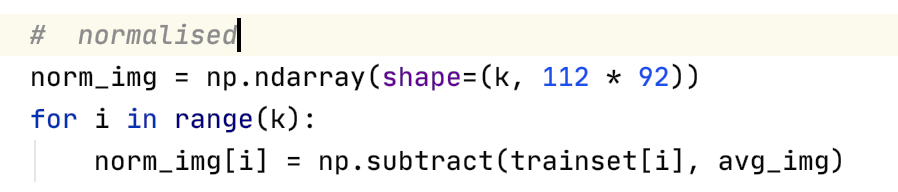 #  normalised
norm_img = np.ndarray(shape=(k, 112 * 92))
for i in range(k):
    norm_img[i] = np.subtract(trainset[i], avg_img)